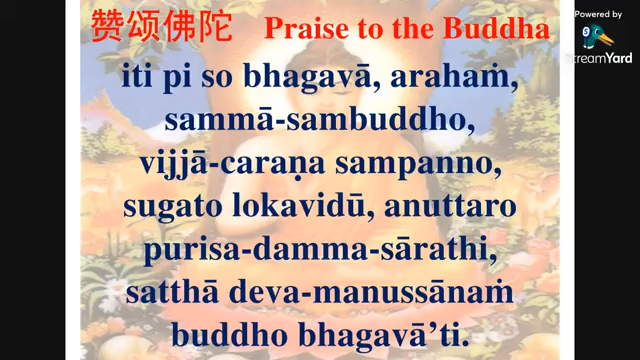 赞颂佛陀 Praise to the Buddha
iti pi so bhagavā, arahaṁ,
sammā-sambuddho,
vijjā-caraṇa sampanno,
sugato lokavidū, anuttaro
purisa-damma-sārathi,
satthā deva-manussānaṁ
buddho bhagavā’ti.
Powered by
StreamYard